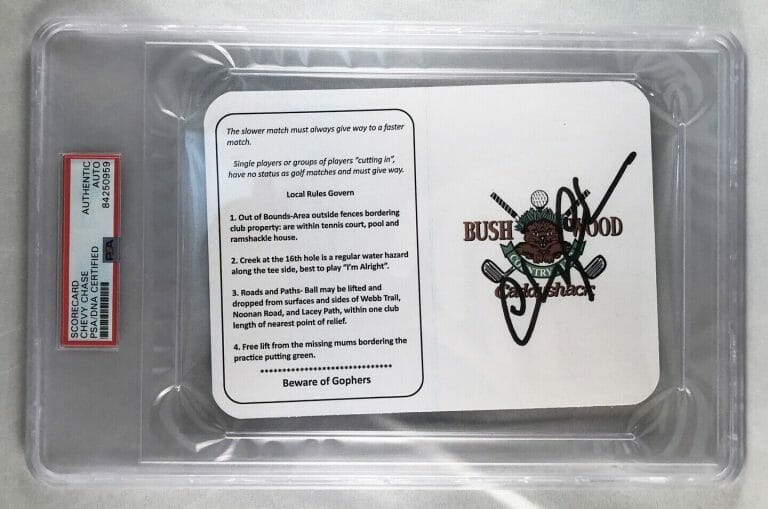 SCORECARD
CHEVY CHASE
PSA/DNA CERTIFIED
AUTHENTIC
AUTO
84250959
PSA
The slower match must always give way to a faster
match.
Single players or groups of players "cutting in",
have no status as golf matches and must give way.
Local Rules Govern
1. Out of Bounds-Area outside fences bordering
club property: are within tennis court, pool and
ramshackle house.
2. Creek at the 16th hole is a regular water hazard
along the tee side, best to play "I'm Alright".
3. Roads and Paths- Ball may be lifted and
dropped from surfaces and sides of Webb Trail,
Noonan Road, and Lacey Path, within one club
length of nearest point of relief.
4. Free lift from the missing mums bordering the
practice putting green.
Beware of Gophers
BUSH WOOD
COUNTRY
Caddyshack